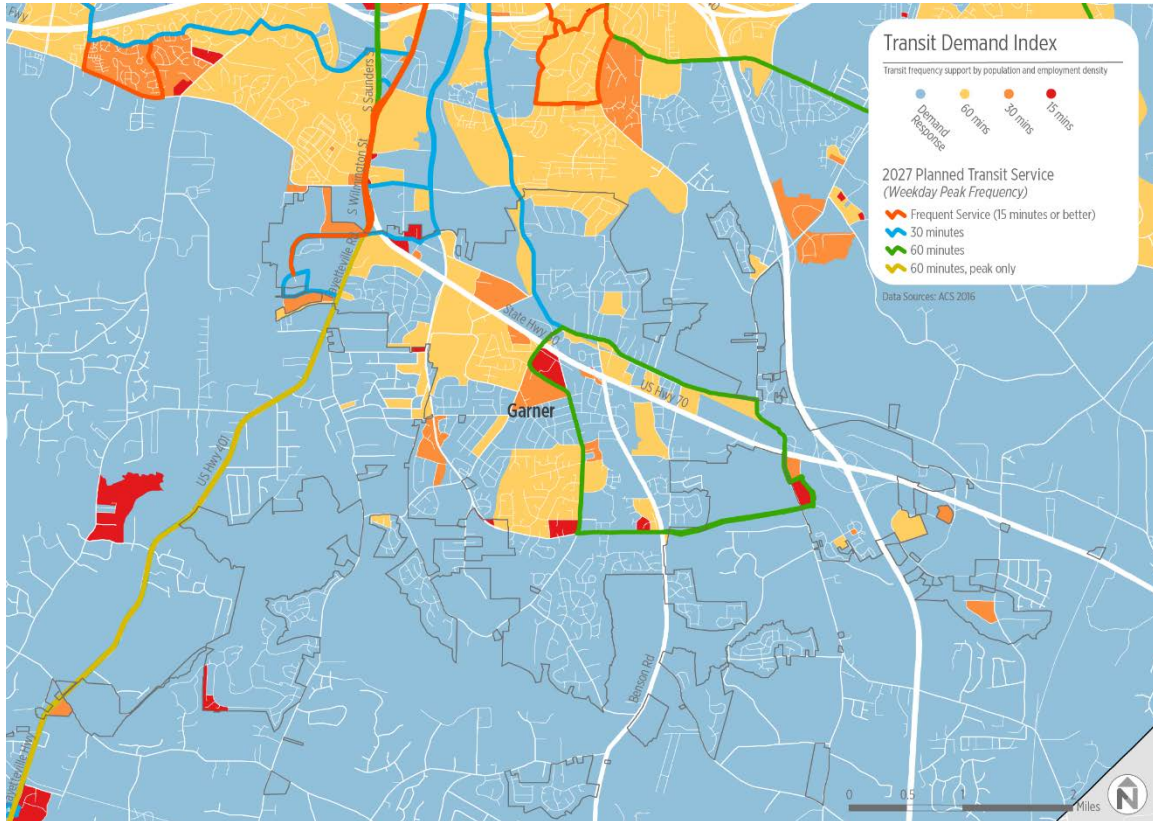 Fwy
Transit Demand Index
Transit frequency support by population and employment density
Demand
Response
60 mins
30 mins
15 mins
2027 Planned Transit Service
(Weekday Peak Frequency)
Frequent Service (15 minutes or better)
30 minutes
60 minutes
60 minutes, peak only
Data Sources: ACS 2016
S Saunders S
S Wilmington St
Fayetteville Rd
State Hwy
US Hwy 70
Garner
US Hwy 401
Benson Rd
ayetteville Hwy
0 0.5 1 2
Miles
N